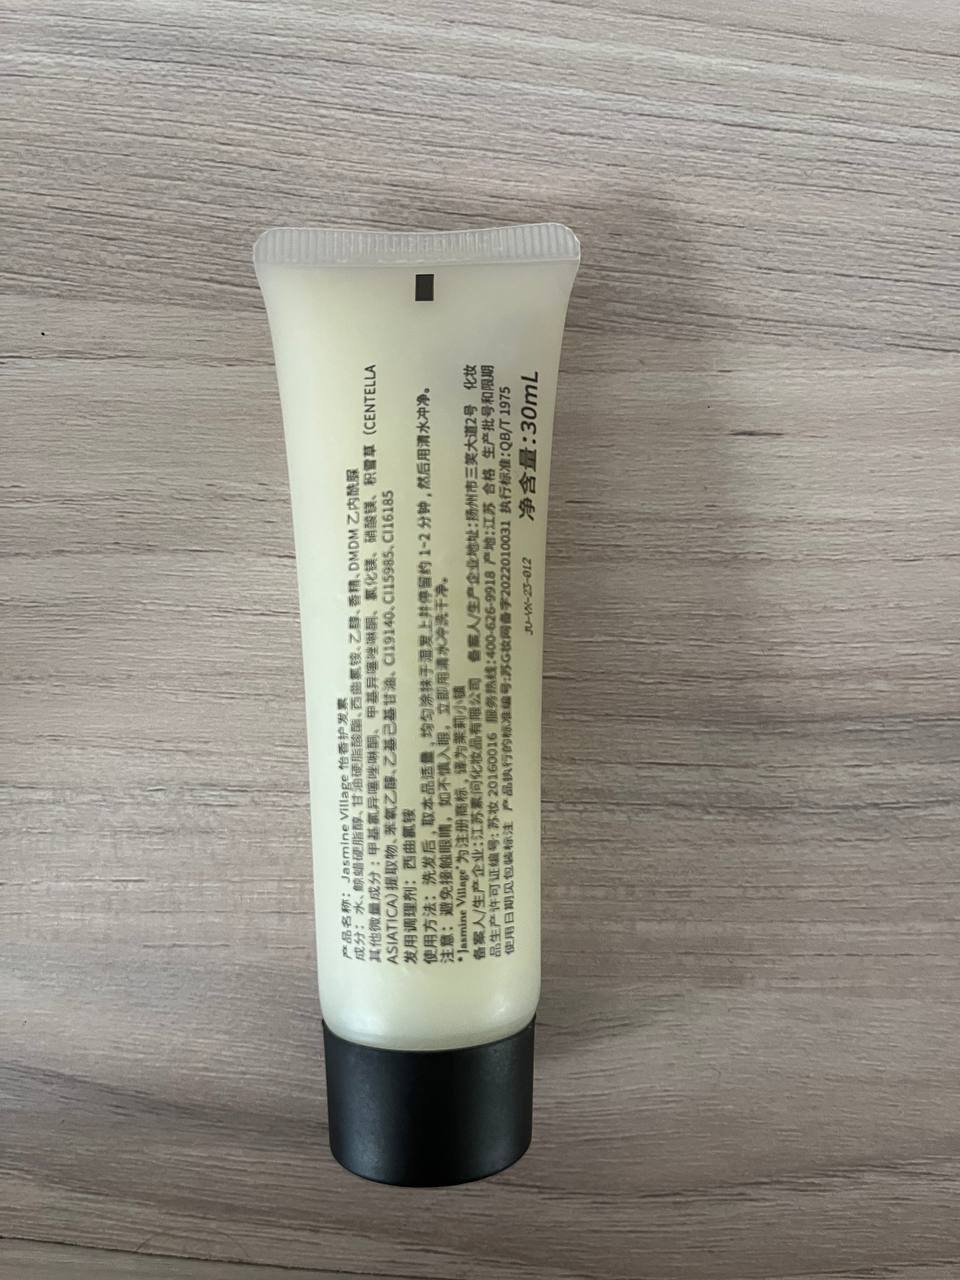 产品名称： Jasmine Village 怡香护发素
成分：水、鲸蜡硬脂醇、甘油硬脂酸酯、西曲氯铵、乙醇、香精、DMDM 乙内酰脲
其他微量成分：甲基氯异噻唑啉酮、甲基异噻唑啉酮、氯化镁、硝酸镁、积雪草（CENTELLA
ASIATICA）提取物、苯氧乙醇、乙基己基甘油、CI19140、CI15985、CI16185
发用调理剂： 西曲氯铵
使用方法：洗发后，取本品适量，均匀涂抹于湿发上并停留约 1-2 分钟，然后用清水冲净。
注意：避免接触眼睛，如不慎入眼，立即用清水冲洗干净。
"Jasmine Village"为注册商标，译为茉莉小镇
备案人/生产企业：江苏素问化妆品有限公司 备案人/生产企业地址：扬州市三笑大道2号 化妆
品生产许可证编号：苏妆 20160016 服务热线：400-626-9918 产地：江苏 合格 生产批号和限期
使用日期见包装标注 产品执行的标准编号：苏G妆网备字2022010031 执行标准：QB/T 1975
JU-YX-23-012 净含量：30mL